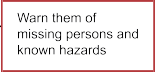 Warn them of
missing persons and
known hazards